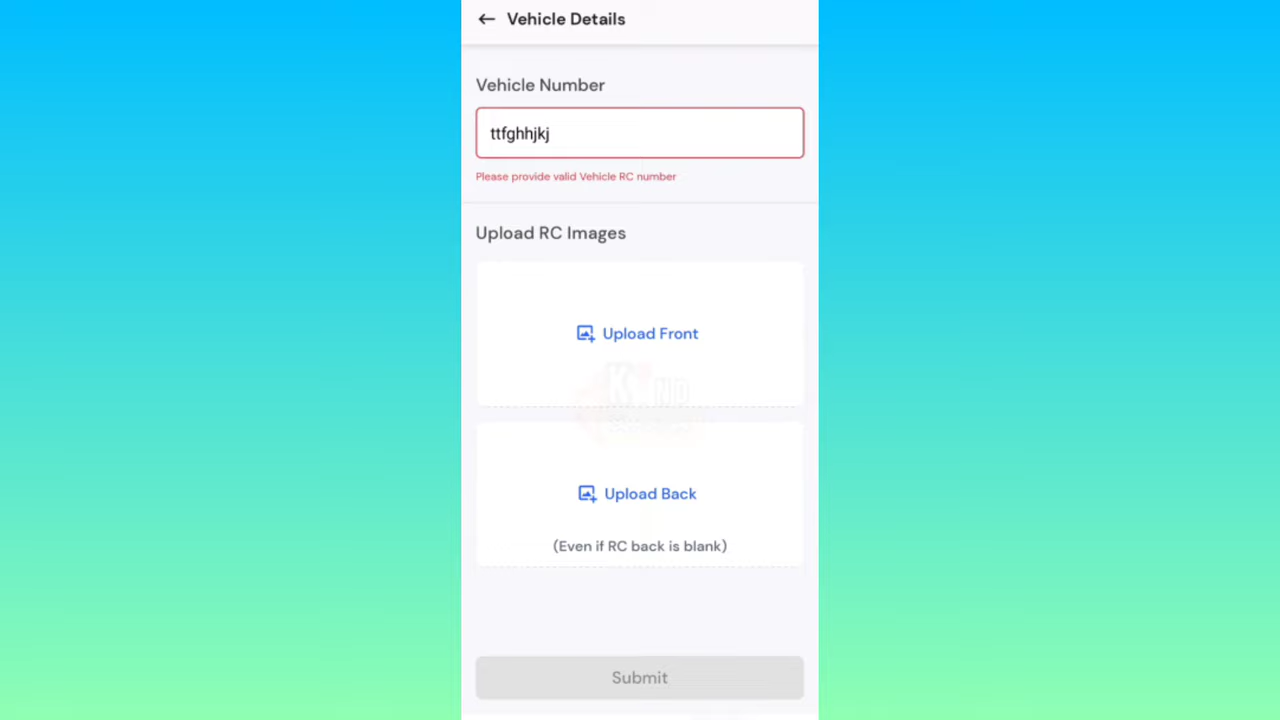 Vehicle Details
Vehicle Number
ttfghhjkj
Please provide valid Vehicle RC number
Upload RC Images
Upload Front
Upload Back
(Even if RC back is blank)
Submit